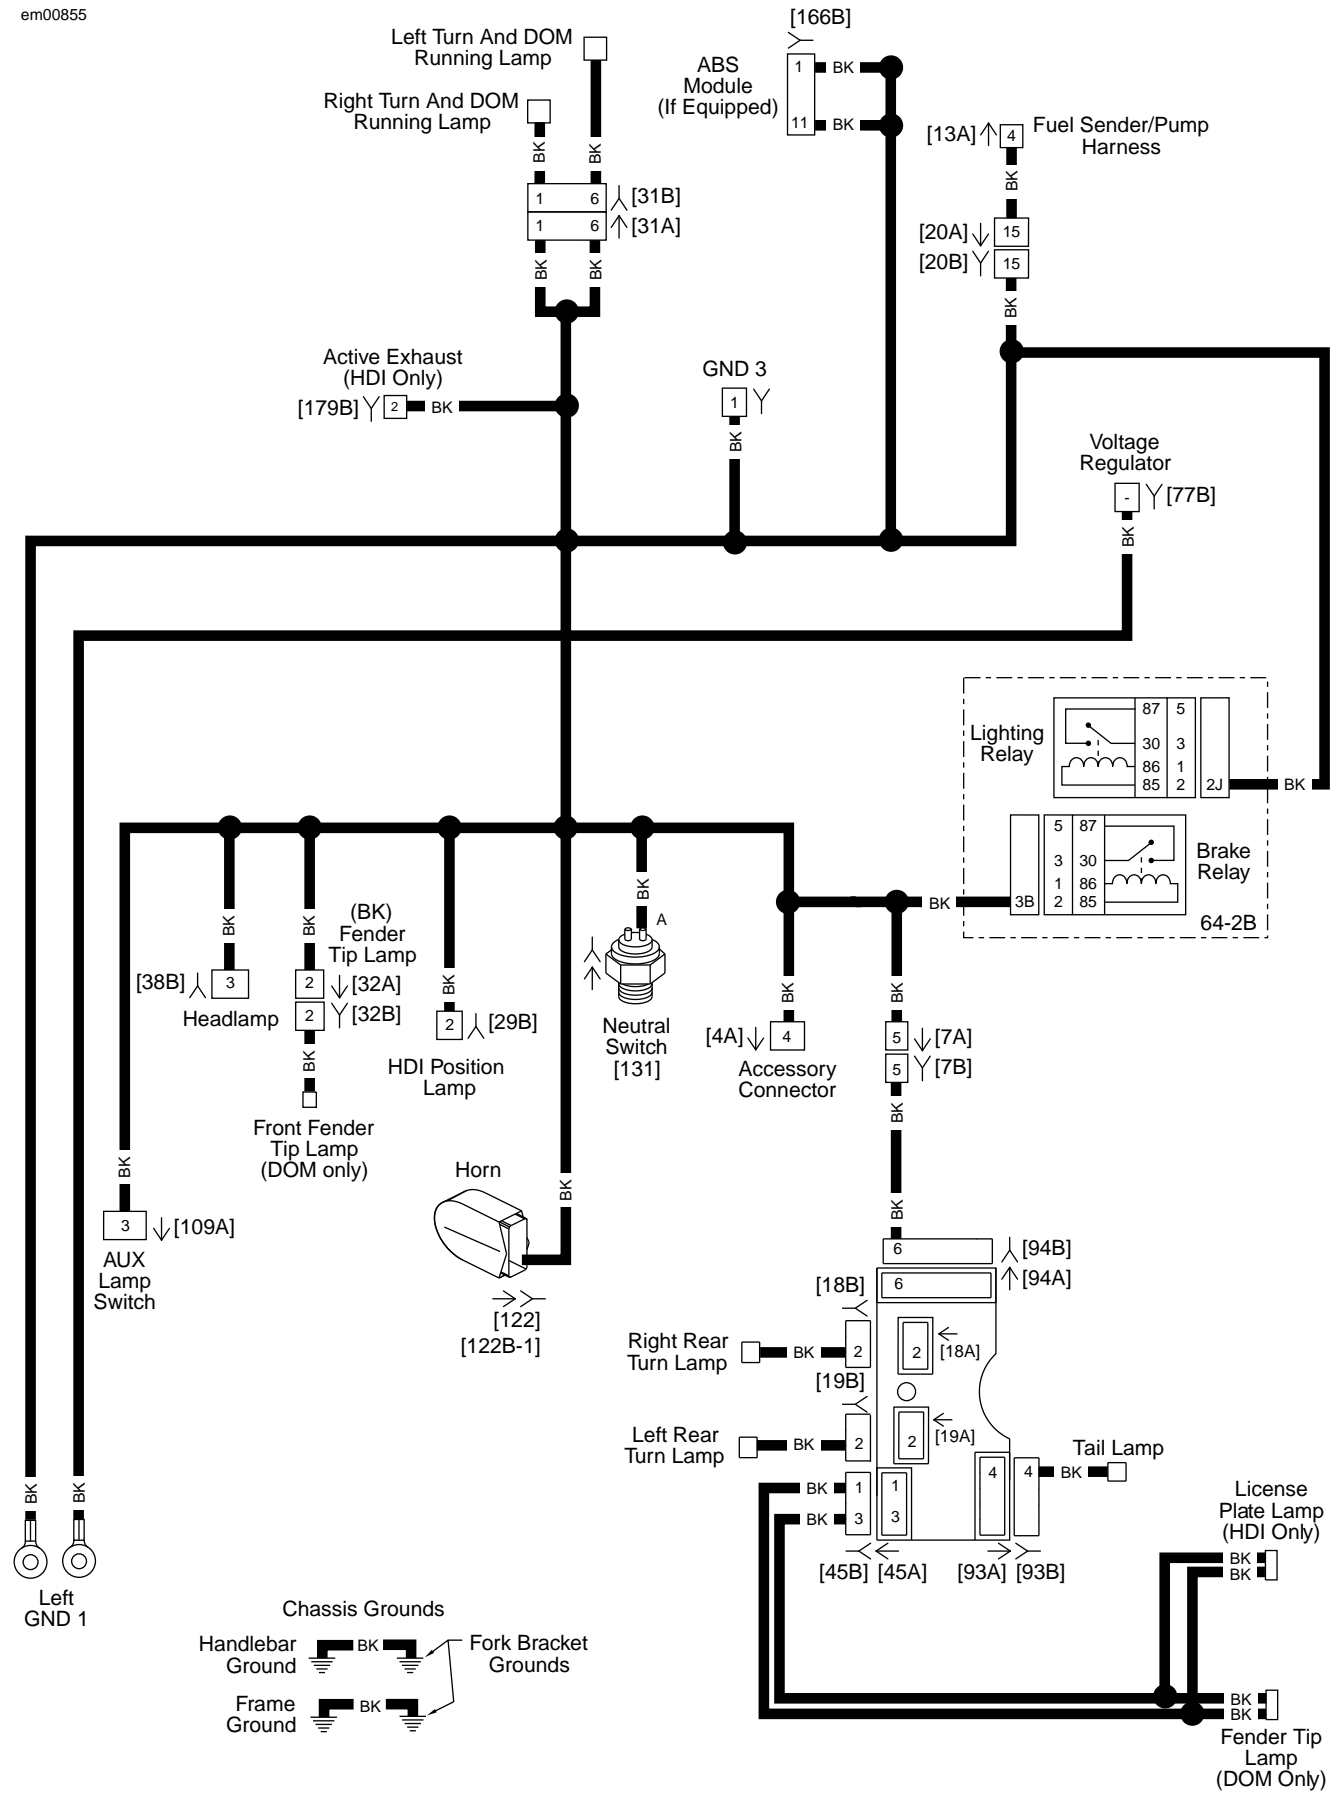 em00855
Left Turn And DOM
Running Lamp
Right Turn And DOM
Running Lamp
BK
BK
1 6 [31B]
1 6 [31A]
BK
BK
[166B]
ABS
Module
(If Equipped)
1 BK
11 BK
[13A] 4
Fuel Sender/Pump
Harness
BK
[20A] 15
[20B] 15
BK
Active Exhaust
(HDI Only)
[179B] 2 BK
GND 3
1
BK
Voltage
Regulator
- [77B]
BK
Lighting
Relay
87 5
30 3
86 1
85 2 2J BK
5 87
3 30
1 86
3B 2 85
Brake
Relay
64-2B
BK
BK
[38B] 3
Headlamp
BK
(BK)
Fender
Tip Lamp
2 [32A]
2 [32B]
BK
Front Fender
Tip Lamp
(DOM only)
BK
2 [29B]
HDI Position
Lamp
BK
A
Neutral
Switch
[131]
BK
[4A] 4
Accessory
Connector
BK
5 [7A]
5 [7B]
BK
BK
BK
3 [109A]
AUX
Lamp
Switch
Horn
BK
[122]
[122B-1]
6 [94B]
6 [94A]
[18B]
Right Rear
Turn Lamp
BK 2
2 [18A]
[19B]
Left Rear
Turn Lamp
BK 2
2 [19A]
BK 1 1
BK 3 3
[45B] [45A]
4 4 BK
Tail Lamp
[93A] [93B]
License
Plate Lamp
(HDI Only)
BK
BK
BK
BK
Fender Tip
Lamp
(DOM Only)
BK
BK
Left
GND 1
Chassis Grounds
Handlebar
Ground
BK
Fork Bracket
Grounds
Frame
Ground
BK